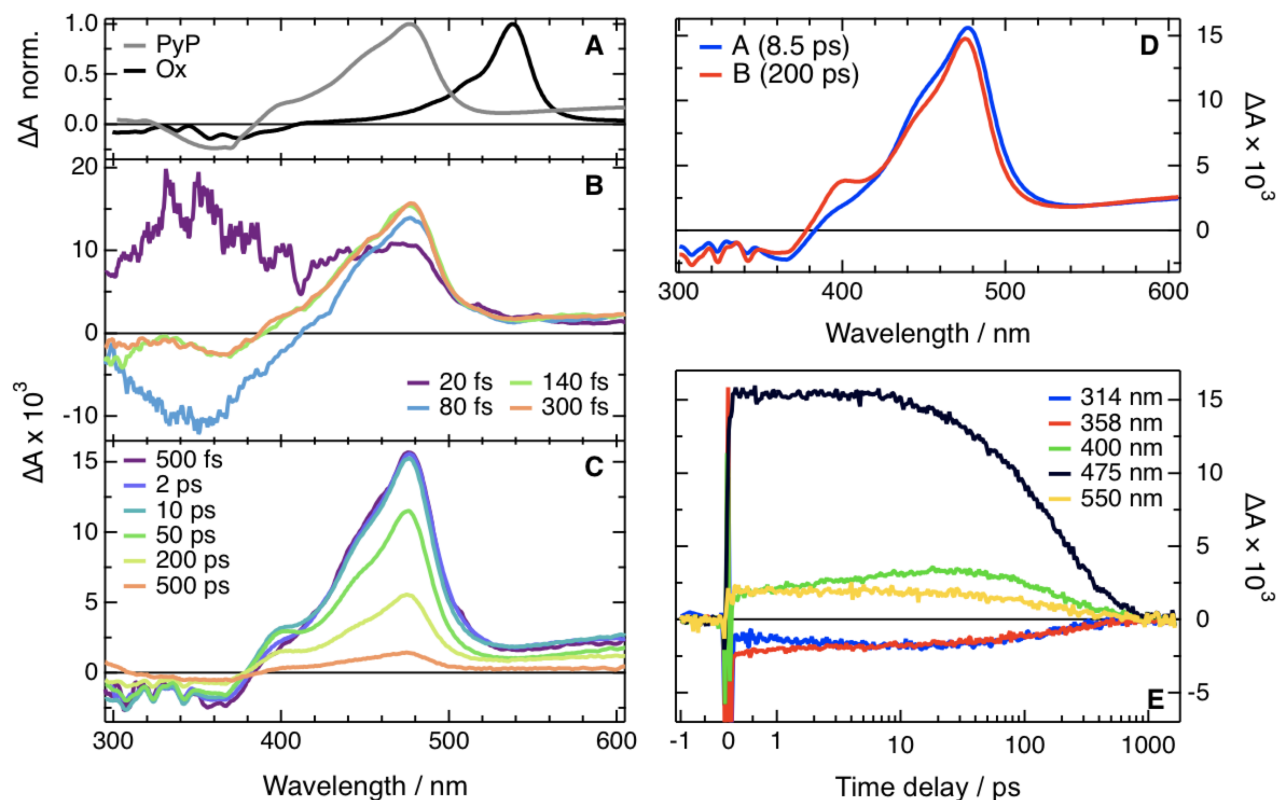 1.0
0.5
0.0
ΔA norm.
PyP
Ox
A
20
10
0
-10
ΔA x 10³
B
20 fs
140 fs
80 fs
300 fs
15
10
5
0
C
500 fs
2 ps
10 ps
50 ps
200 ps
500 ps
300
400
500
600
Wavelength / nm
A (8.5 ps)
B (200 ps)
D
15
10
5
0
ΔA × 10³
300
400
500
600
Wavelength / nm
314 nm
358 nm
400 nm
475 nm
550 nm
15
10
5
0
-5
ΔA × 10³
E
-1
0
1
10
100
1000
Time delay / ps